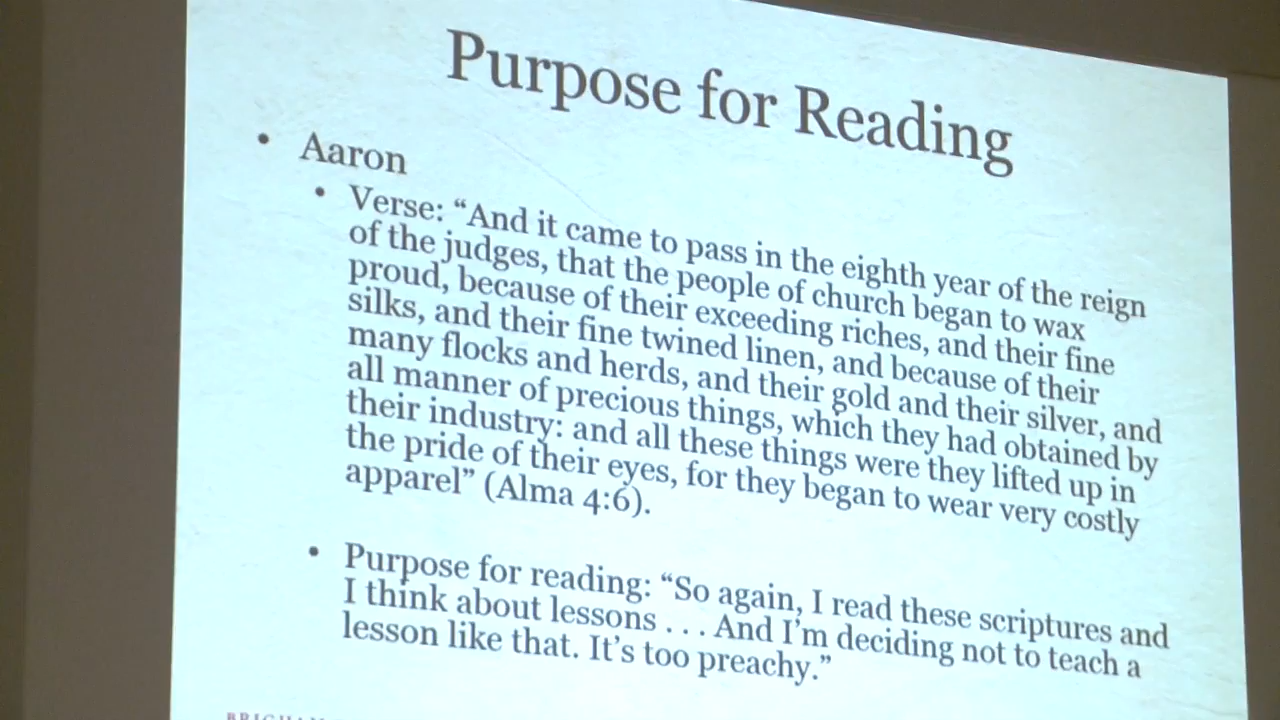 Purpose for Reading
• Aaron
• Verse: “And it came to pass in the eighth year of the reign
of the judges, that the people of church began to wax
proud, because of their exceeding riches, and their fine
silks, and their fine twined linen, and because of their
many flocks and herds, and their gold and their silver, and
all manner of precious things, which they had obtained by
their industry: and all these things were they lifted up in
the pride of their eyes, for they began to wear very costly
apparel” (Alma 4:6).
• Purpose for reading: “So again, I read these scriptures and
I think about lessons . . . And I’m deciding not to teach a
lesson like that. It’s too preachy.”